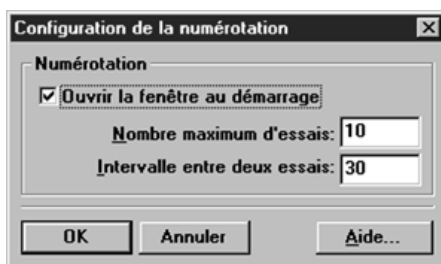 Configuration de la numérotation
Numérotation
Ouvrir la fenêtre au démarrage
Nombre maximum d'essais: 10
Intervalle entre deux essais: 30
OK Annuler Aide...